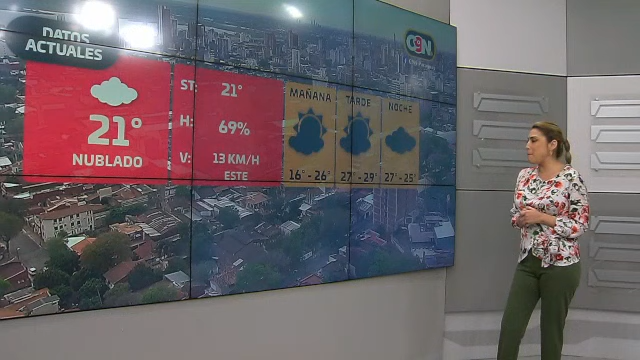 DATOS
ACTUALES
21°
NUBLADO
ST: 21°
H: 69%
V: 13 KM/H
ESTE
MAÑANA
16° - 26°
TARDE
27° - 29°
NOCHE
27° - 25°